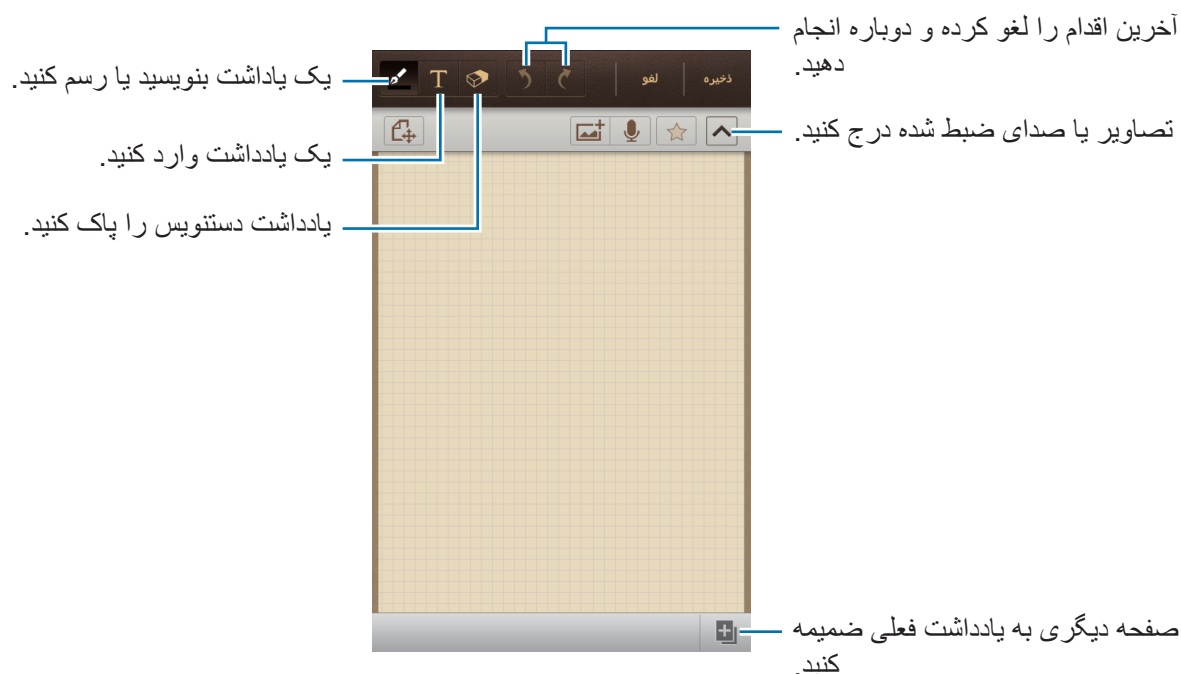 آخرین اقدام را لغو کرده و دوباره انجام
دهید.
یک یاداشت بنویسید یا رسم کنید.
T
لغو
ذخیره
تصاویر یا صدای ضبط شده درج کنید.
یک یادداشت وارد کنید.
یادداشت دستنویس را پاک کنید.
صفحه دیگری به یادداشت فعلی ضمیمه
کنید.